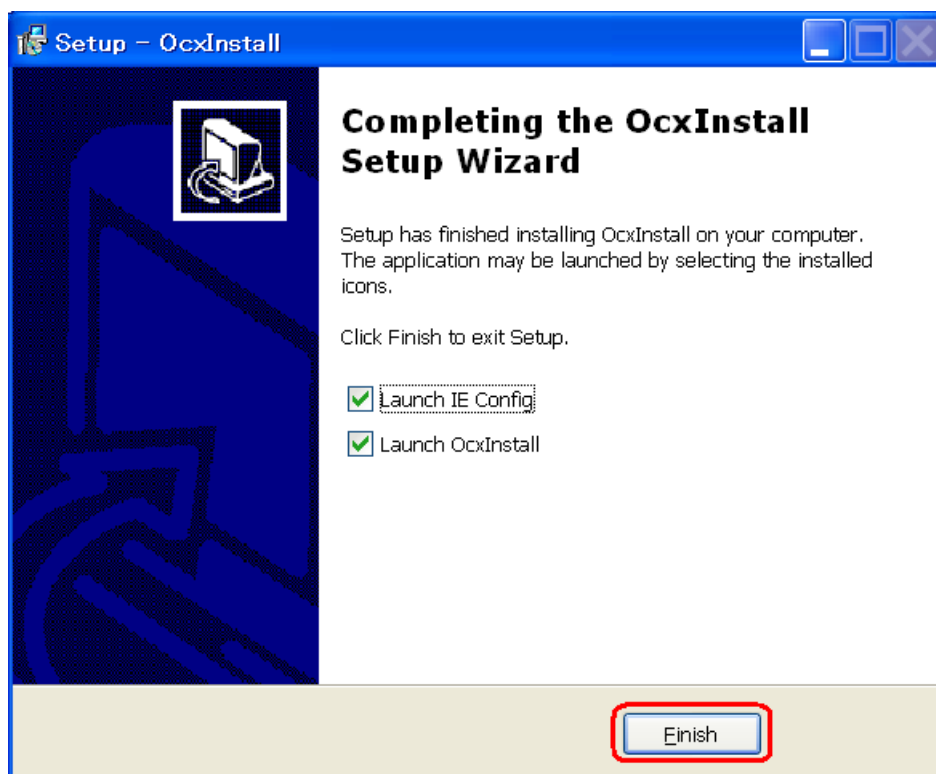 Setup - OcxInstall
Completing the OcxInstall
Setup Wizard
Setup has finished installing OcxInstall on your computer.
The application may be launched by selecting the installed
icons.
Click Finish to exit Setup.
Launch IE Config
Launch OcxInstall
Finish